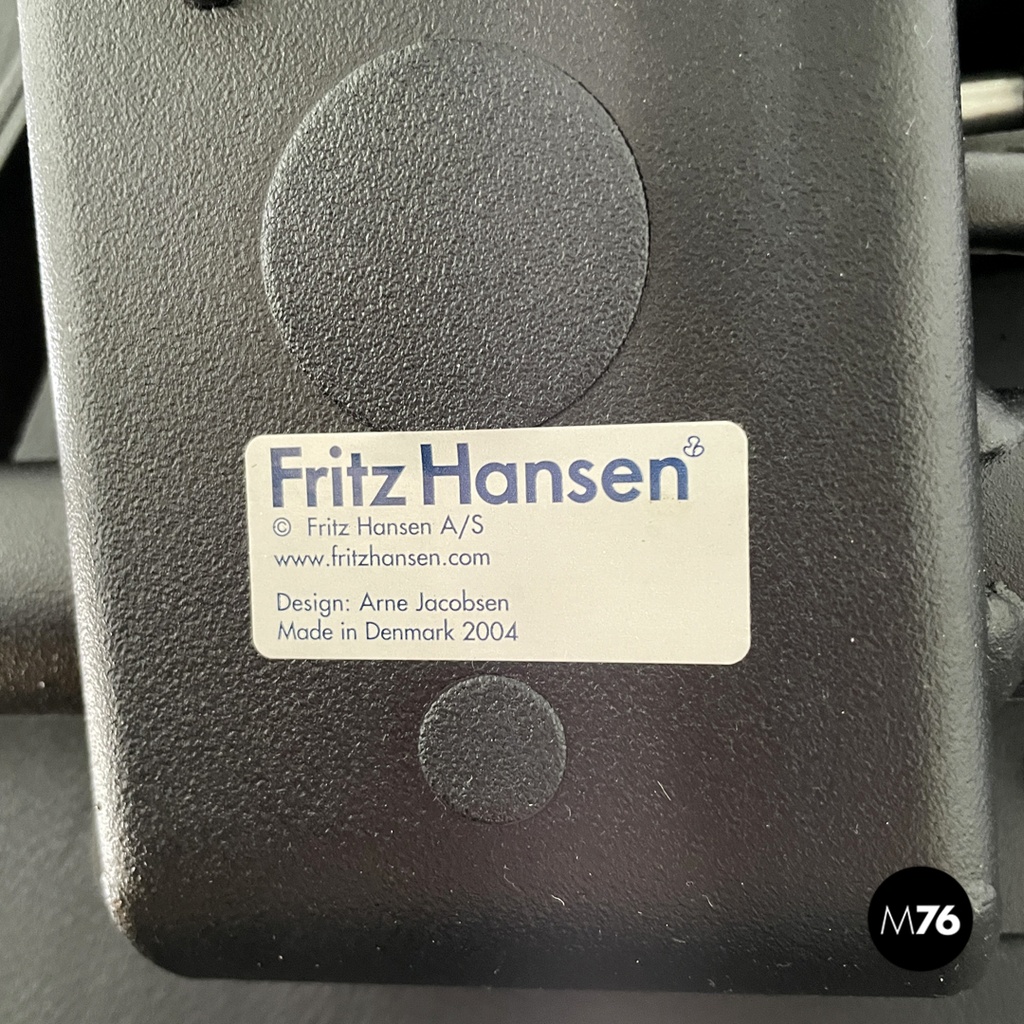 Fritz Hansen
© Fritz Hansen A/S
www.fritzhansen.com
Design: Arne Jacobsen
Made in Denmark 2004
M76